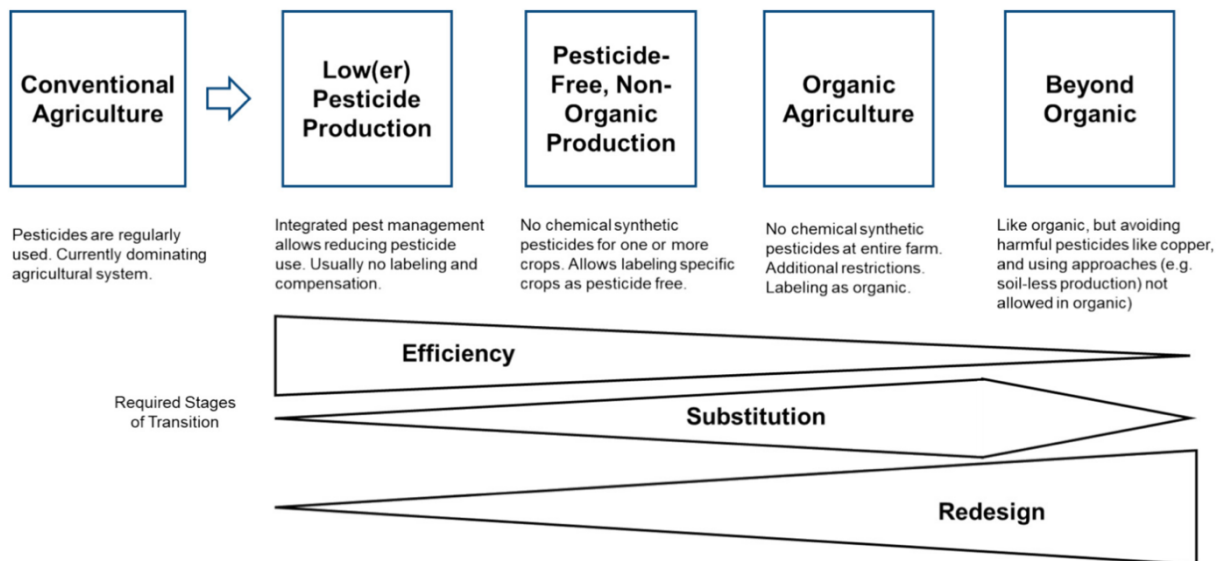 Conventional
Agriculture
Low(er)
Pesticide
Production
Pesticide-
Free, Non-
Organic
Production
Organic
Agriculture
Beyond
Organic
Pesticides are regularly
used. Currently dominating
agricultural system.
Integrated pest management
allows reducing pesticide
use. Usually no labeling and
compensation.
No chemical synthetic
pesticides for one or more
crops. Allows labeling specific
crops as pesticide free.
No chemical synthetic
pesticides at entire farm.
Additional restrictions.
Labeling as organic.
Like organic, but avoiding
harmful pesticides like copper,
and using approaches (e.g.
soil-less production) not
allowed in organic)
Efficiency
Required Stages
of Transition
Substitution
Redesign